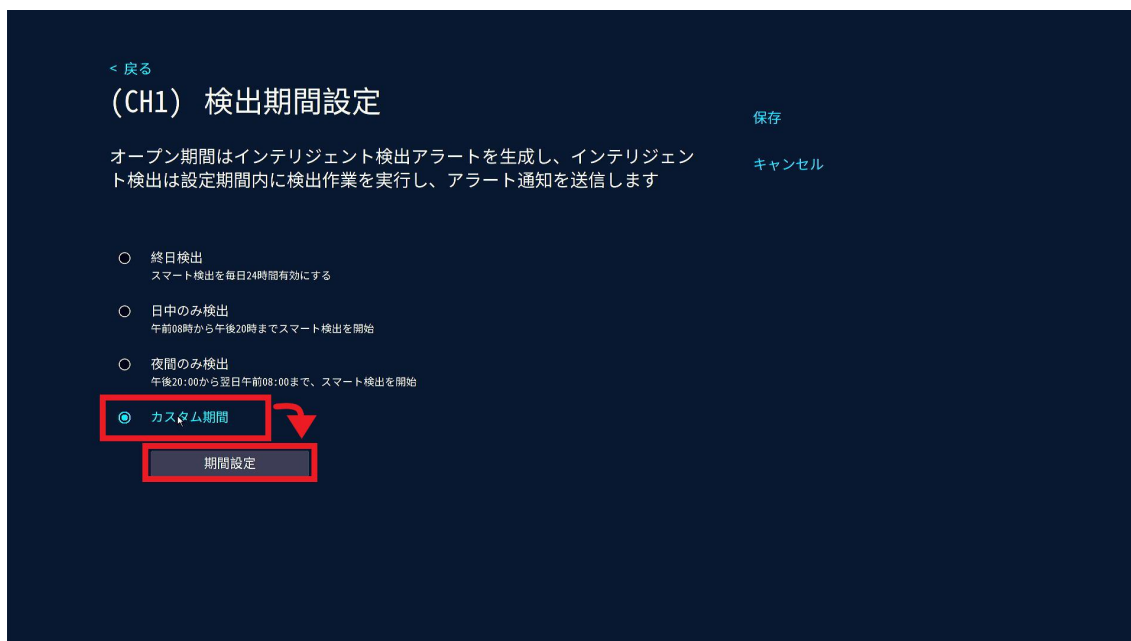 < 戻る
(CH1) 検出期間設定
保存
オープン期間はインテリジェント検出アラートを生成し、インテリジェン
ト検出は設定期間内に検出作業を実行し、アラート通知を送信します
キャンセル
終日検出
スマート検出を毎日24時間有効にする
日中のみ検出
午前08時から午後20時までスマート検出を開始
夜間のみ検出
午後20:00から翌日午前08:00まで、スマート検出を開始
カスタム期間
期間設定